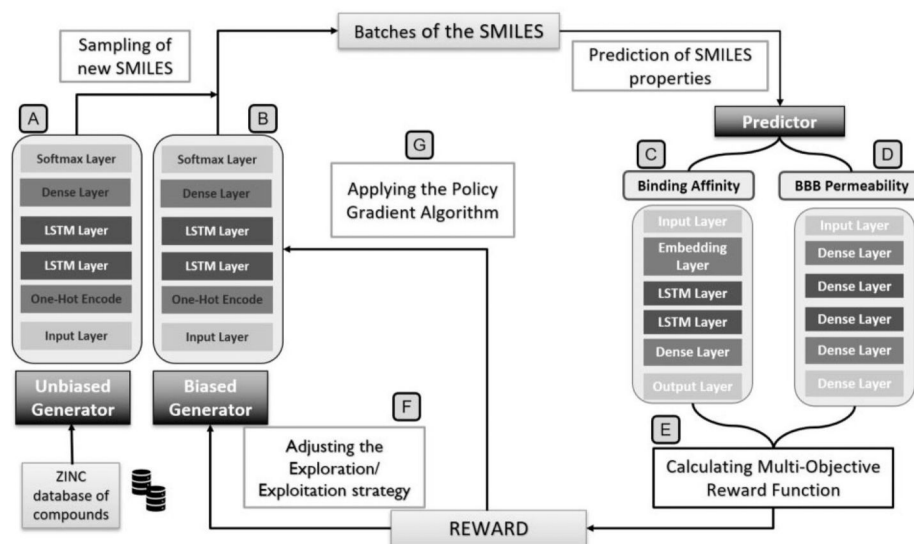 Batches of the SMILES
Sampling of
new SMILES
Prediction of SMILES
properties
A
B
Predictor
G
C
D
Softmax Layer
Dense Layer
LSTM Layer
LSTM Layer
One-Hot Encode
Input Layer
Softmax Layer
Dense Layer
LSTM Layer
LSTM Layer
One-Hot Encode
Input Layer
Applying the Policy
Gradient Algorithm
Binding Affinity
BBB Permeability
Input Layer
Embedding
Layer
LSTM Layer
LSTM Layer
Dense Layer
Output Layer
Input Layer
Dense Layer
Dense Layer
Dense Layer
Dense Layer
Dense Layer
Unbiased
Generator
Biased
Generator
F
E
Adjusting the
Exploration/
Exploitation strategy
Calculating Multi-Objective
Reward Function
ZINC
database of
compounds
REWARD